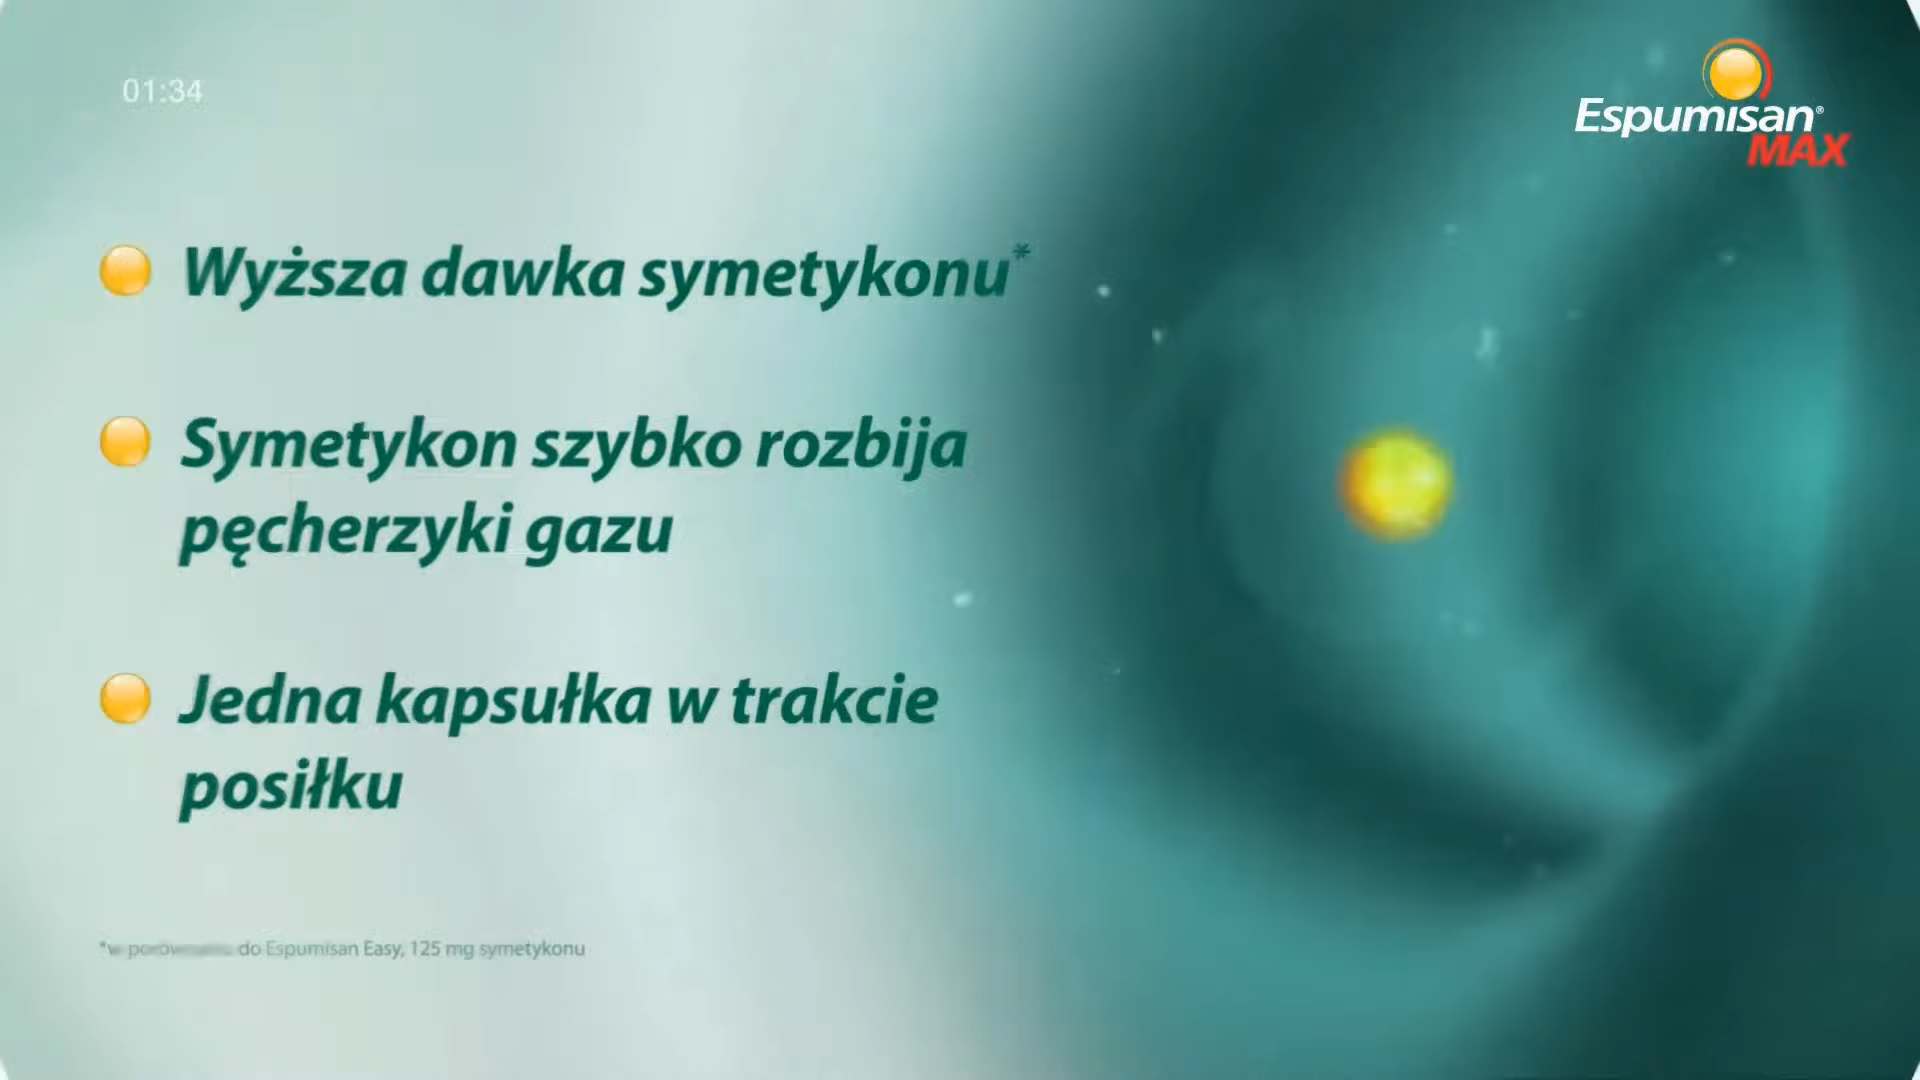 01:34
Espumisan®
MAX
Wyższa dawka symetykonu*
Symetykon szybko rozbija
pęcherzyki gazu
Jedna kapsułka w trakcie
posiłku
*w porównaniu do Espumisan Easy, 125 mg symetykonu